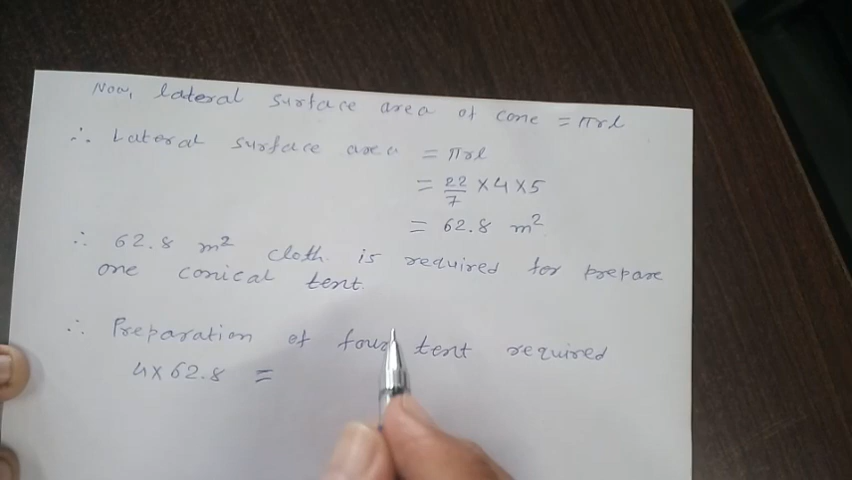 Now, lateral surface area of cone = πrl
∴ Lateral surface area = πrl
= 22/7 × 4 × 5
= 62.8 m²
∴ 62.8 m² cloth is required for prepare
one conical tent.
∴ Preparation of four tent required
4 × 62.8 =